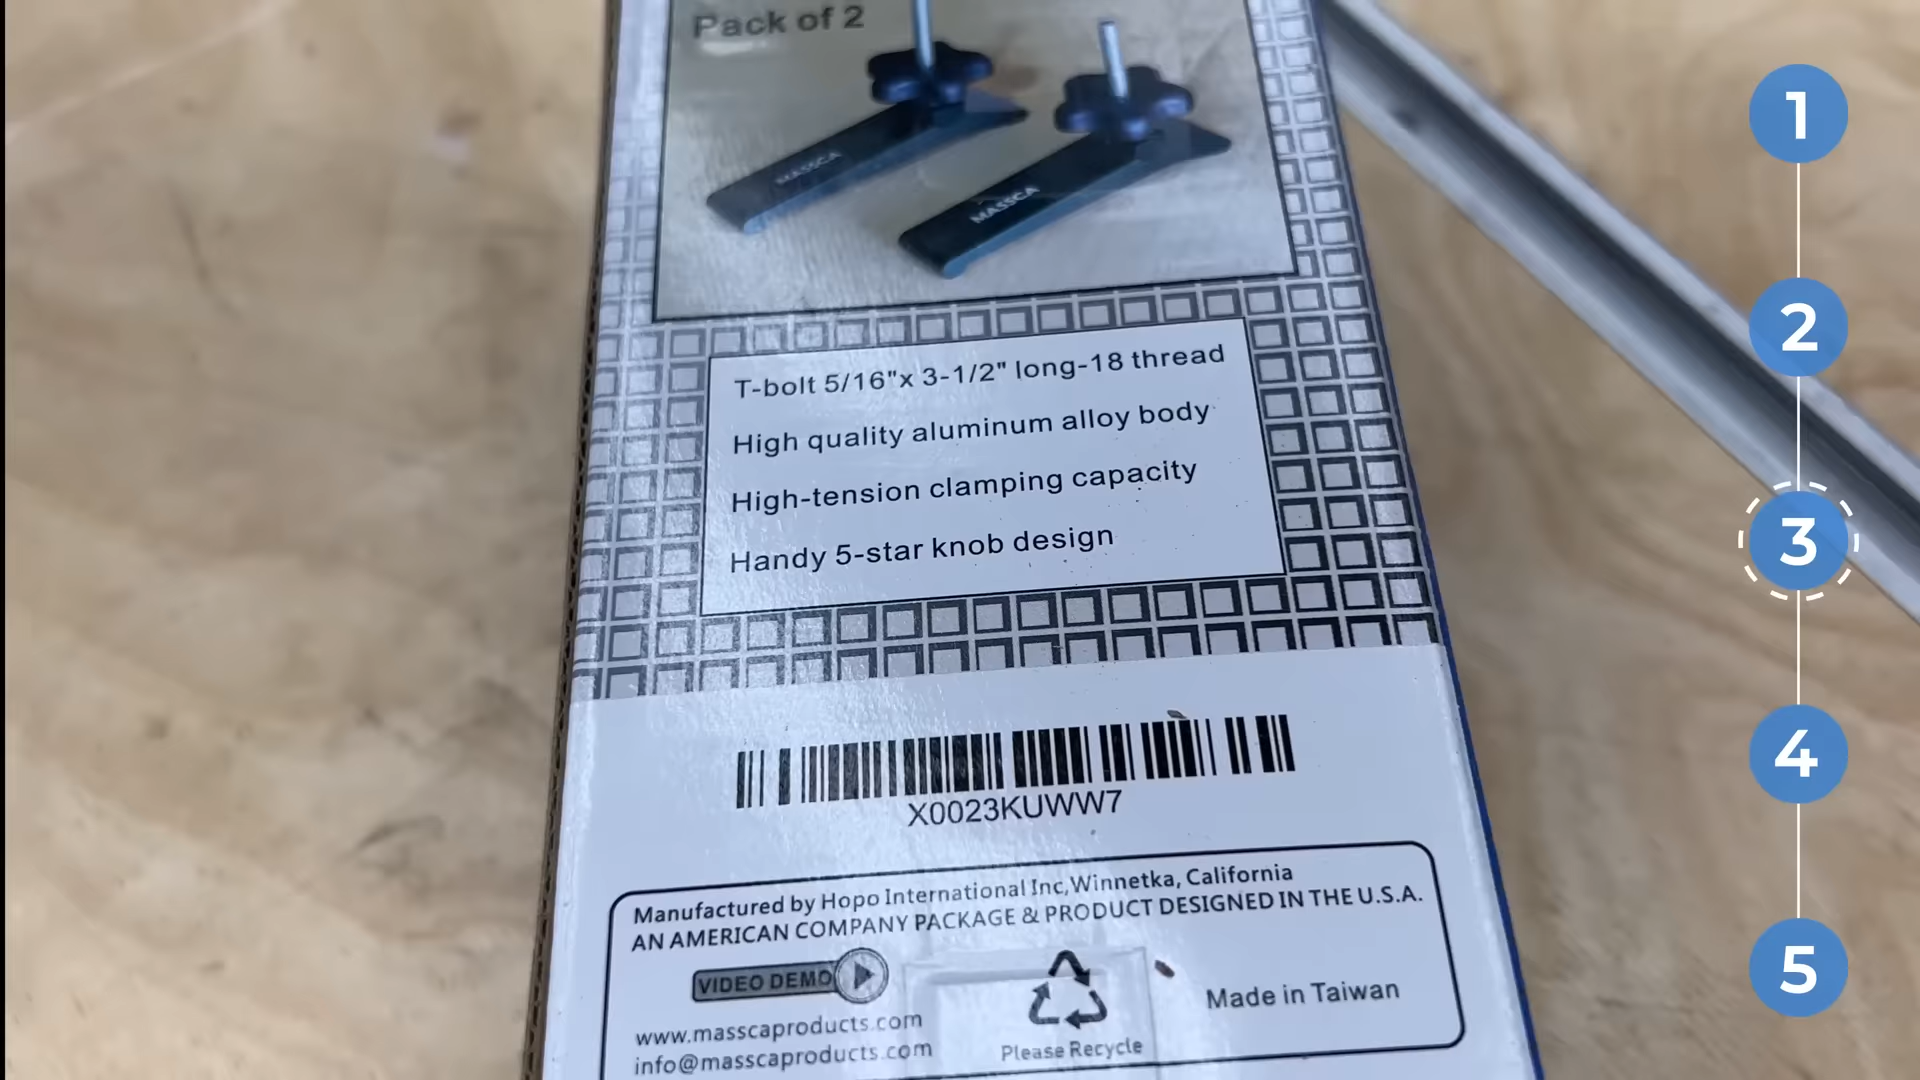 Pack of 2
MASSCA
MASSCA
T-bolt 5/16"x 3-1/2" long-18 thread
High quality aluminum alloy body
High-tension clamping capacity
Handy 5-star knob design
X0023KUWW7
Manufactured by Hopo International Inc,Winnetka, California
AN AMERICAN COMPANY PACKAGE & PRODUCT DESIGNED IN THE U.S.A.
VIDEO DEMO
www.masscaproducts.com
info@masscaproducts.com
Please Recycle
Made in Taiwan
1
2
3
4
5